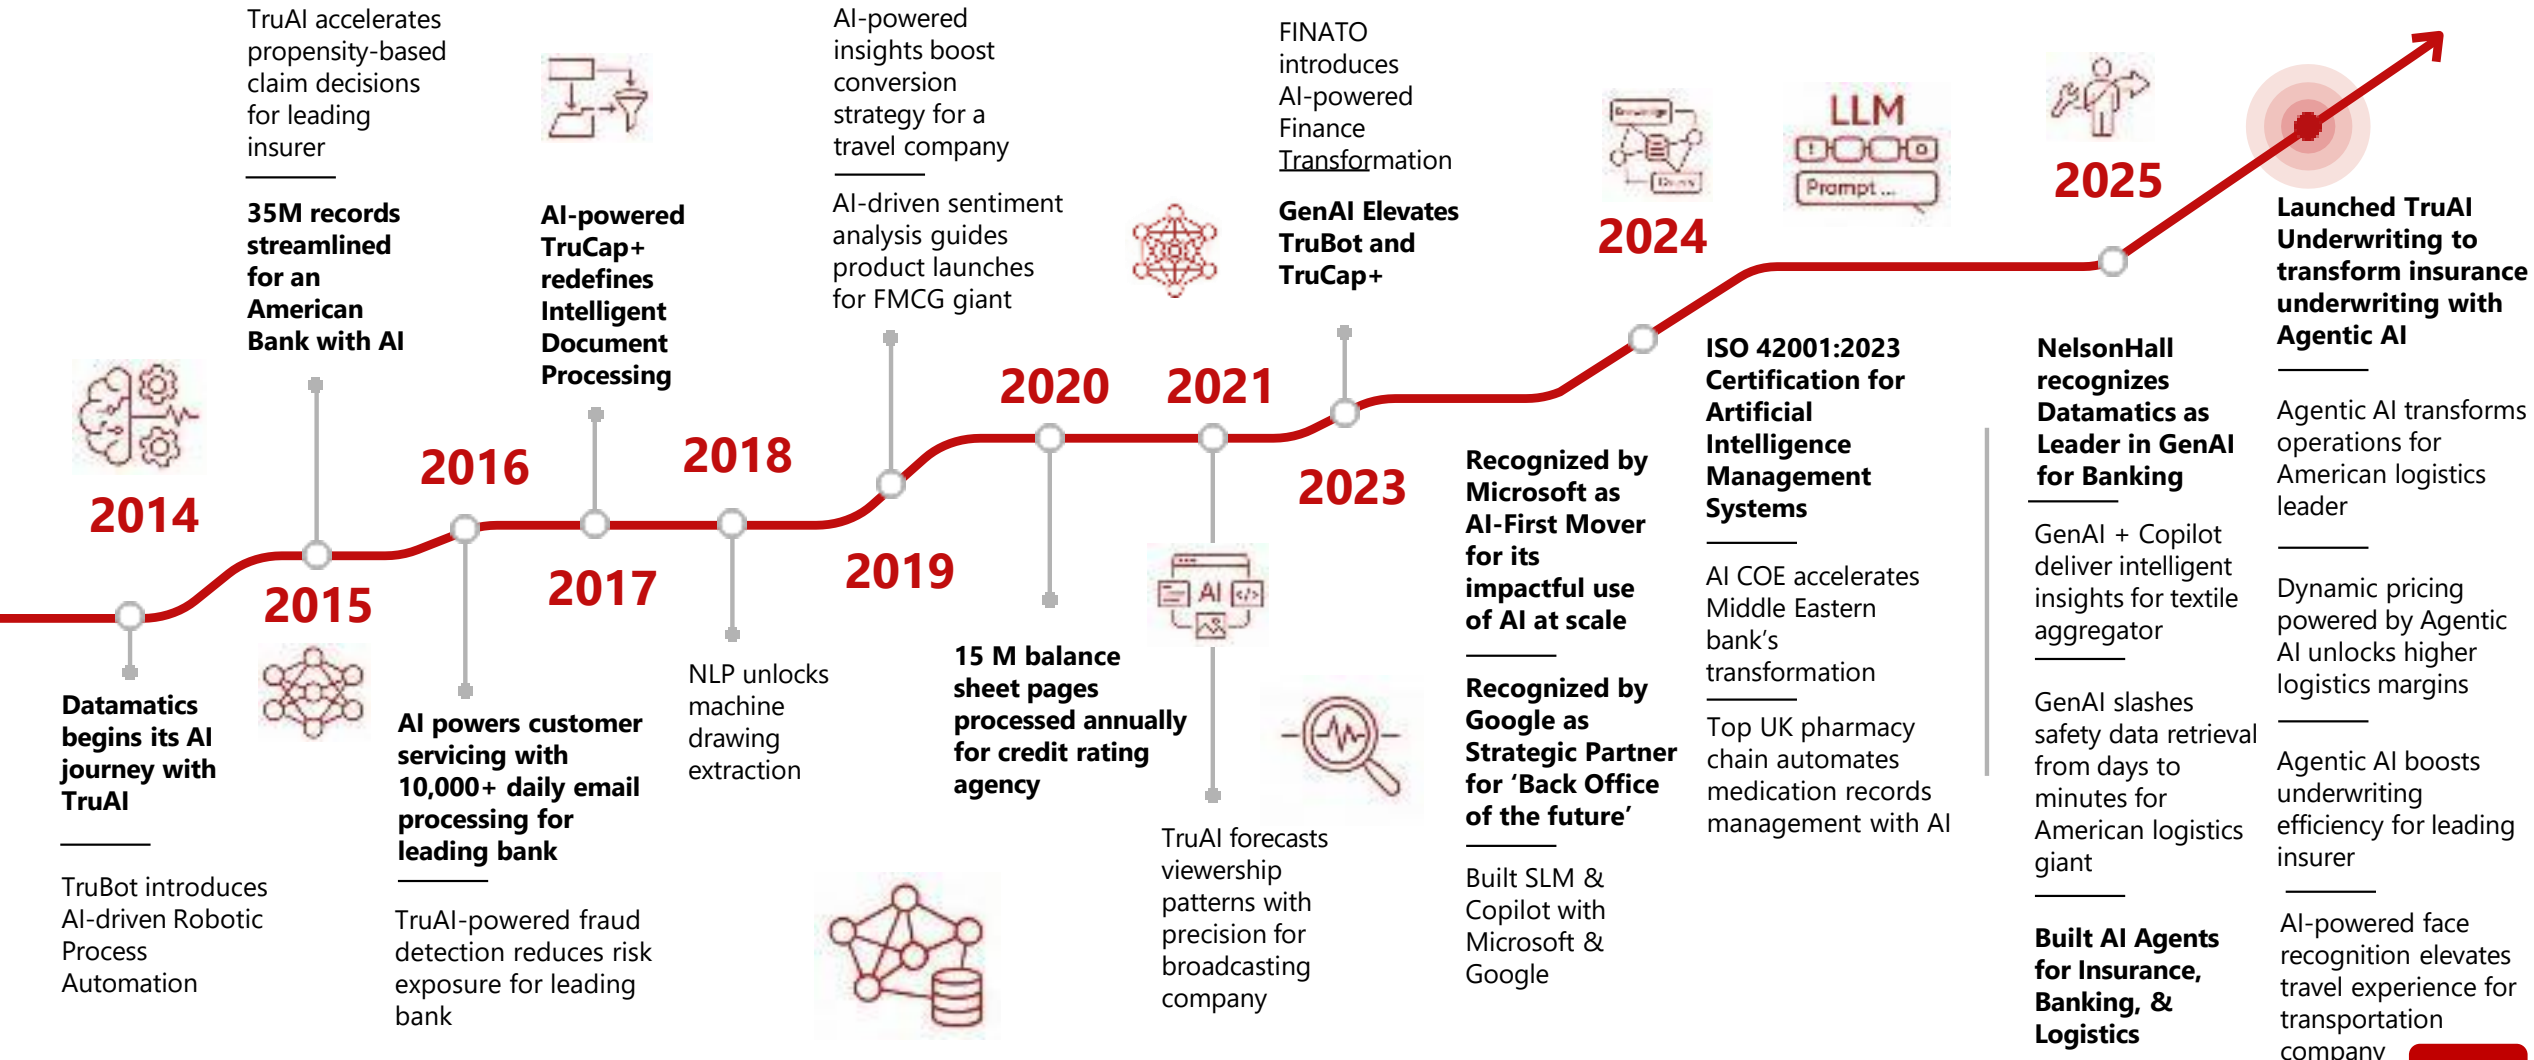 TruAI accelerates
propensity-based
claim decisions
for leading
insurer
35M records
streamlined
for an
American
Bank with AI
AI-powered
TruCap+
redefines
Intelligent
Document
Processing
AI-powered
insights boost
conversion
strategy for a
travel company
AI-driven sentiment
analysis guides
product launches
for FMCG giant
FINATO
introduces
AI-powered
Finance
Transformation
GenAI Elevates
TruBot and
TruCap+
Knowledge
Query
LLM
Prompt ...
2014
2015
2016
2017
2018
2019
2020
2021
2023
2024
2025
Datamatics
begins its AI
journey with
TruAI
TruBot introduces
AI-driven Robotic
Process
Automation
AI powers customer
servicing with
10,000+ daily email
processing for
leading bank
TruAI-powered fraud
detection reduces risk
exposure for leading
bank
NLP unlocks
machine
drawing
extraction
15 M balance
sheet pages
processed annually
for credit rating
agency
AI
</>
TruAI forecasts
viewership
patterns with
precision for
broadcasting
company
Recognized by
Microsoft as
AI-First Mover
for its
impactful use
of AI at scale
Recognized by
Google as
Strategic Partner
for ‘Back Office
of the future’
Built SLM &
Copilot with
Microsoft &
Google
ISO 42001:2023
Certification for
Artificial
Intelligence
Management
Systems
AI COE accelerates
Middle Eastern
bank’s
transformation
Top UK pharmacy
chain automates
medication records
management with AI
NelsonHall
recognizes
Datamatics as
Leader in GenAI
for Banking
GenAI + Copilot
deliver intelligent
insights for textile
aggregator
GenAI slashes
safety data retrieval
from days to
minutes for
American logistics
giant
Built AI Agents
for Insurance,
Banking, &
Logistics
Launched TruAI
Underwriting to
transform insurance
underwriting with
Agentic AI
Agentic AI transforms
operations for
American logistics
leader
Dynamic pricing
powered by Agentic
AI unlocks higher
logistics margins
Agentic AI boosts
underwriting
efficiency for leading
insurer
AI-powered face
recognition elevates
travel experience for
transportation
company